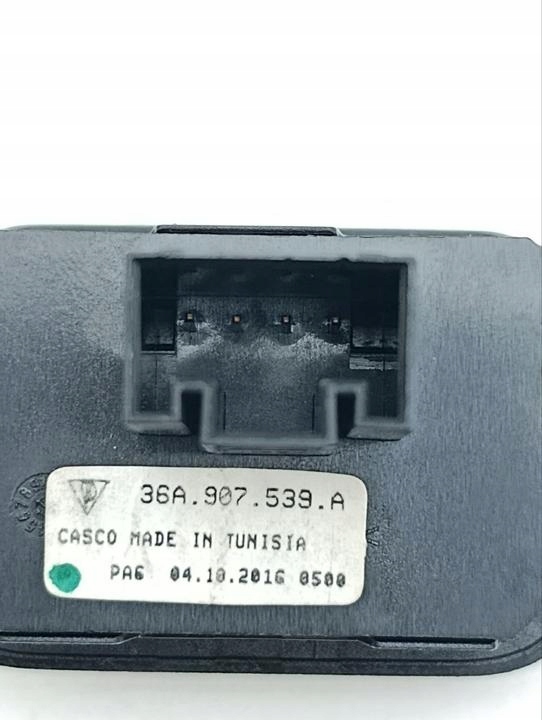 36A.907.539.A
CASCO MADE IN TUNISIA
PA6 04.10.2016 0500